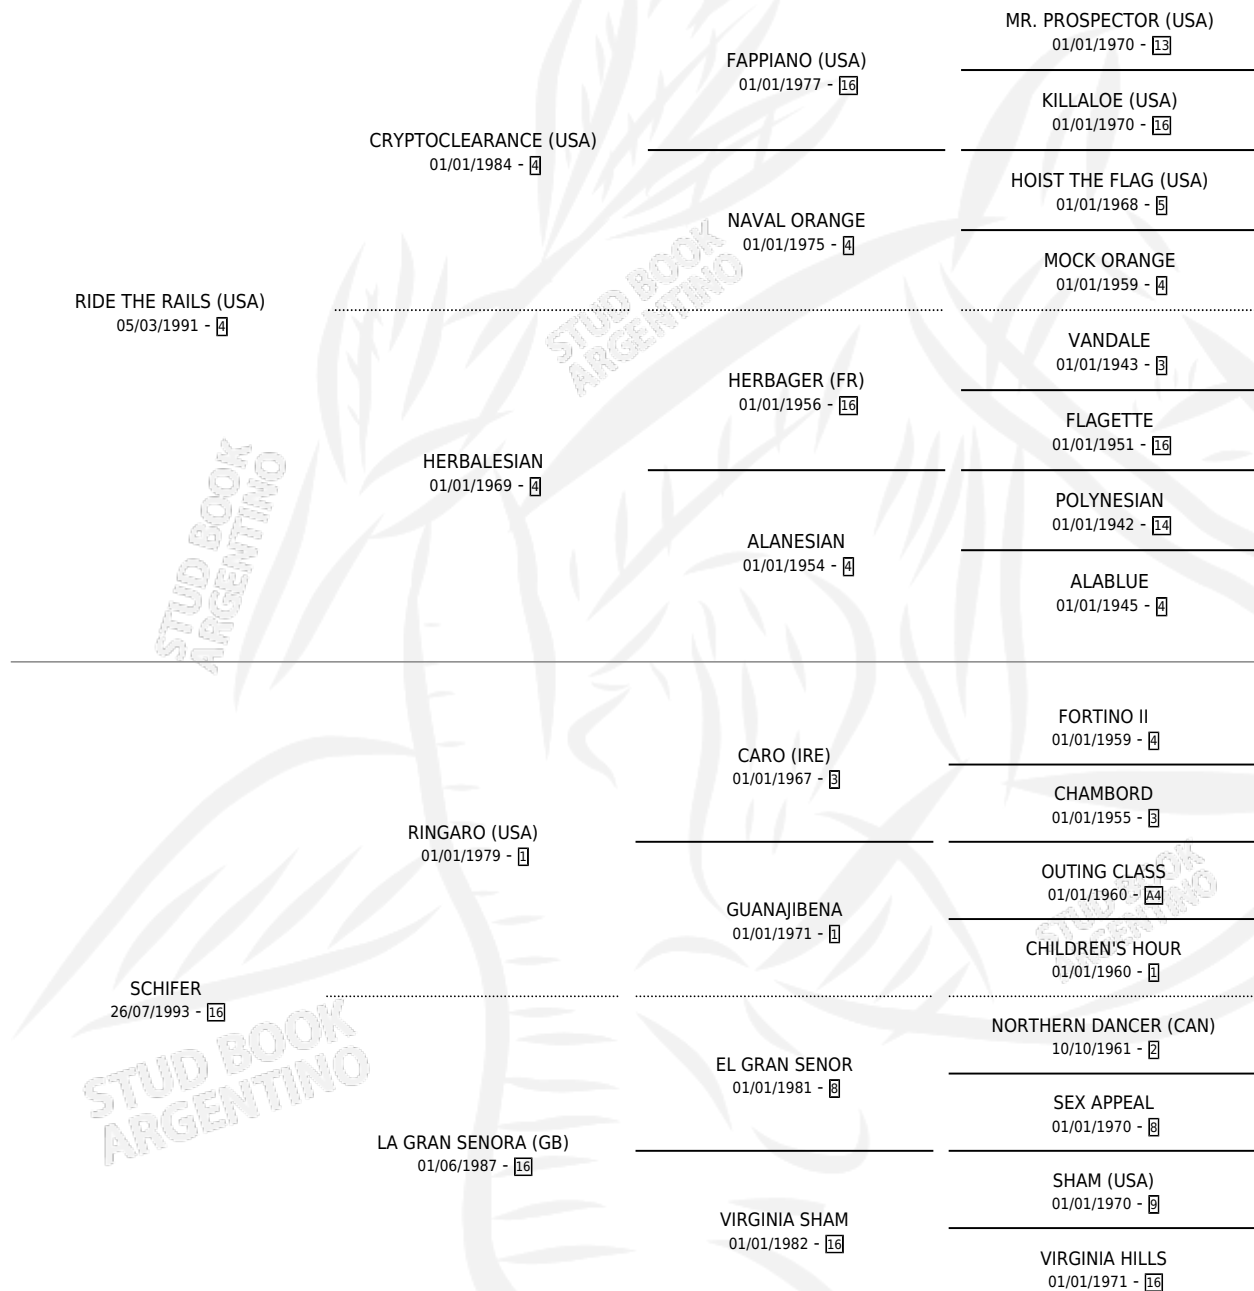 MR. PROSPECTOR (USA)
01/01/1970 - 13
FAPPIANO (USA)
01/01/1977 - 16
KILLALOE (USA)
01/01/1970 - 16
CRYPTOCLEARANCE (USA)
01/01/1984 - 4
HOIST THE FLAG (USA)
01/01/1968 - 5
NAVAL ORANGE
01/01/1975 - 4
MOCK ORANGE
01/01/1959 - 4
RIDE THE RAILS (USA)
05/03/1991 - 4
VANDALE
01/01/1943 - 3
HERBAGER (FR)
01/01/1956 - 16
FLAGETTE
01/01/1951 - 16
HERBALESIAN
01/01/1969 - 4
POLYNESIAN
01/01/1942 - 14
ALANESIAN
01/01/1954 - 4
ALABLUE
01/01/1945 - 4
FORTINO II
01/01/1959 - 4
CARO (IRE)
01/01/1967 - 3
CHAMBORD
01/01/1955 - 3
RINGARO (USA)
01/01/1979 - 1
OUTING CLASS
01/01/1960 - A4
GUANAJIBENA
01/01/1971 - 1
CHILDREN'S HOUR
01/01/1960 - 1
SCHIFER
26/07/1993 - 16
NORTHERN DANCER (CAN)
10/10/1961 - 2
EL GRAN SENOR
01/01/1981 - 8
SEX APPEAL
01/01/1970 - 8
LA GRAN SENORA (GB)
01/06/1987 - 16
SHAM (USA)
01/01/1970 - 9
VIRGINIA SHAM
01/01/1982 - 16
VIRGINIA HILLS
01/01/1971 - 16
STUD BOOK
ARGENTINO
STUD BOOK
ARGENTINO
STUD BOOK
ARGENTINO
STUD BOOK
ARGENTINO